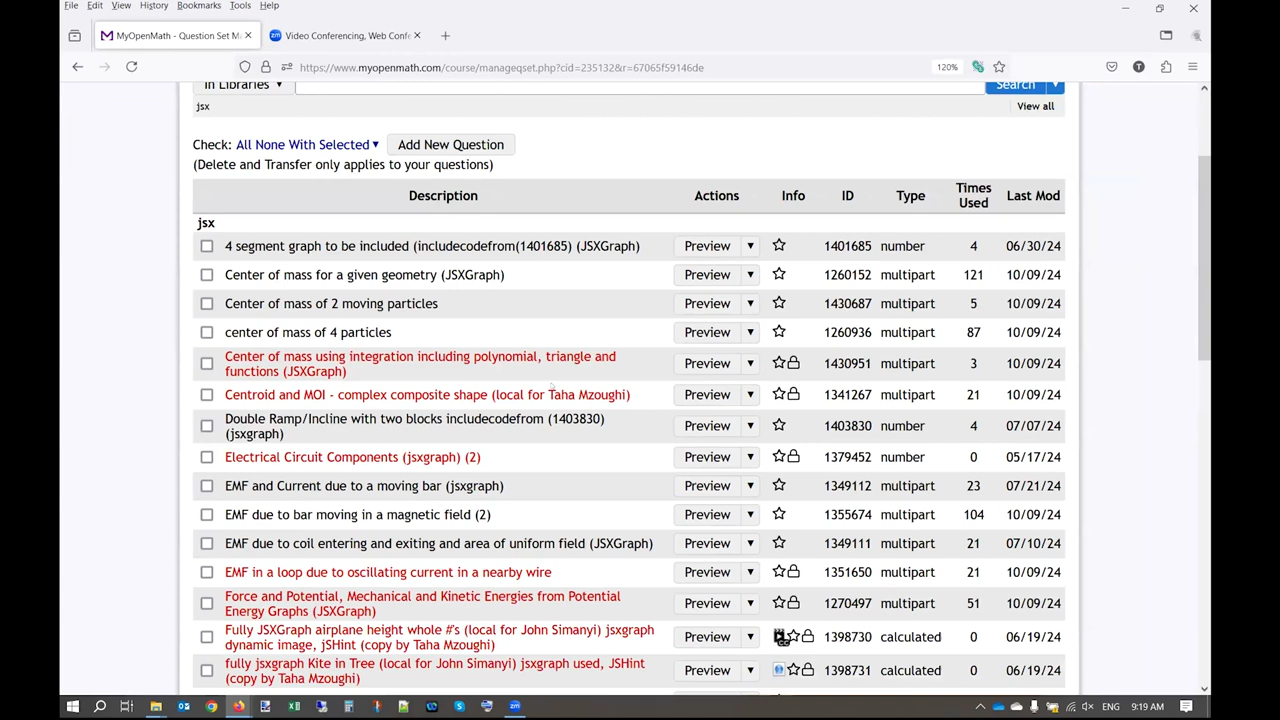 File Edit View History Bookmarks Tools Help
MyOpenMath - Question Set M
Video Conferencing, Web Conf
https://www.myopenmath.com/course/manageqset.php?cid=235132&r=67065f59146de
120%
T
In Libraries
Search
jsx
View all
Check: All None With Selected Add New Question
(Delete and Transfer only applies to your questions)
Description Actions Info ID Type Times Used Last Mod
jsx
4 segment graph to be included (includecodefrom(1401685) (JSXGraph) Preview 1401685 number 4 06/30/24
Center of mass for a given geometry (JSXGraph) Preview 1260152 multipart 121 10/09/24
Center of mass of 2 moving particles Preview 1430687 multipart 5 10/09/24
center of mass of 4 particles Preview 1260936 multipart 87 10/09/24
Center of mass using integration including polynomial, triangle and
functions (JSXGraph) Preview 1430951 multipart 3 10/09/24
Centroid and MOI - complex composite shape (local for Taha Mzoughi) Preview 1341267 multipart 21 10/09/24
Double Ramp/Incline with two blocks includecodefrom (1403830)
(jsxgraph) Preview 1403830 number 4 07/07/24
Electrical Circuit Components (jsxgraph) (2) Preview 1379452 number 0 05/17/24
EMF and Current due to a moving bar (jsxgraph) Preview 1349112 multipart 23 07/21/24
EMF due to bar moving in a magnetic field (2) Preview 1355674 multipart 104 10/09/24
EMF due to coil entering and exiting and area of uniform field (JSXGraph) Preview 1349111 multipart 21 07/10/24
EMF in a loop due to oscillating current in a nearby wire Preview 1351650 multipart 21 10/09/24
Force and Potential, Mechanical and Kinetic Energies from Potential
Energy Graphs (JSXGraph) Preview 1270497 multipart 51 10/09/24
Fully JSXGraph airplane height whole #'s (local for John Simanyi) jsxgraph
dynamic image, jSHint (copy by Taha Mzoughi) Preview 1398730 calculated 0 06/19/24
fully jsxgraph Kite in Tree (local for John Simanyi) jsxgraph used, JSHint
(copy by Taha Mzoughi) Preview 1398731 calculated 0 06/19/24
ENG 9:19 AM